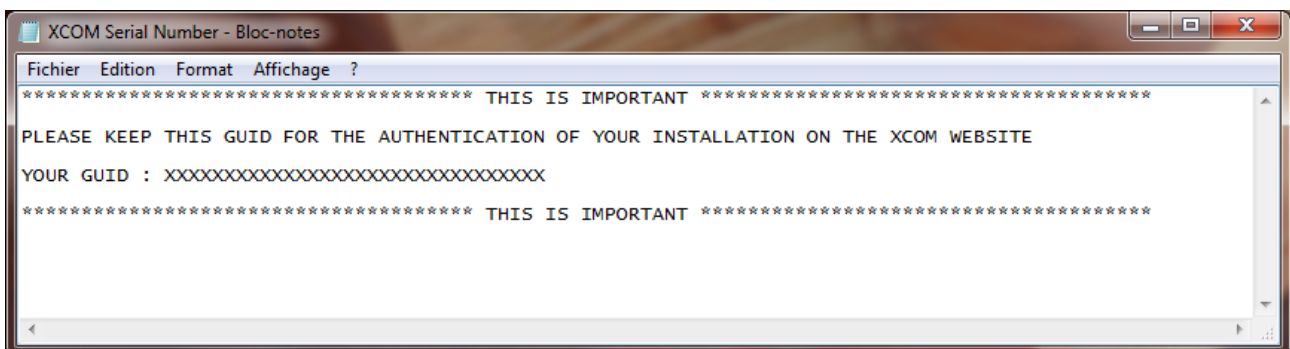 XCOM Serial Number - Bloc-notes
Fichier Edition Format Affichage ?
************************************** THIS IS IMPORTANT **************************************
PLEASE KEEP THIS GUID FOR THE AUTHENTICATION OF YOUR INSTALLATION ON THE XCOM WEBSITE
YOUR GUID : XXXXXXXXXXXXXXXXXXXXXXXXXXXXXXXX
************************************** THIS IS IMPORTANT **************************************